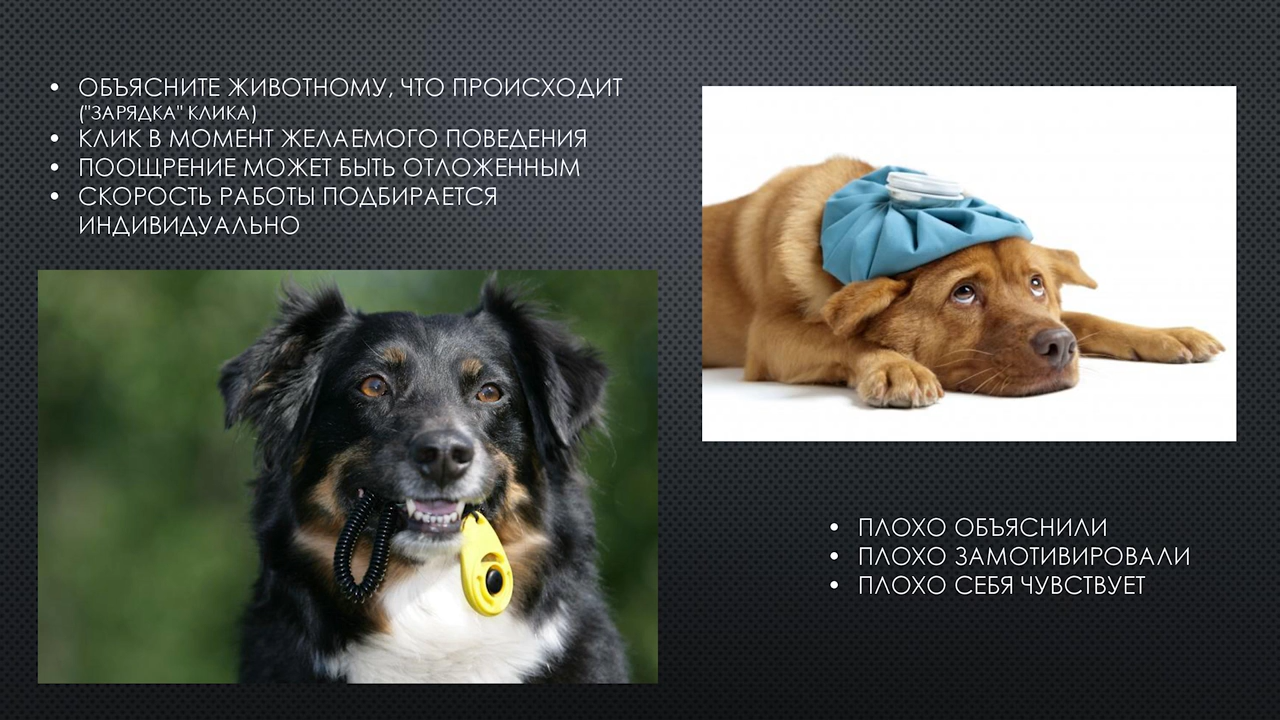 • ОБЪЯСНИТЕ ЖИВОТНОМУ, ЧТО ПРОИСХОДИТ
("ЗАРЯДКА" КЛИКА)
• КЛИК В МОМЕНТ ЖЕЛАЕМОГО ПОВЕДЕНИЯ
• ПООЩРЕНИЕ МОЖЕТ БЫТЬ ОТЛОЖЕННЫМ
• СКОРОСТЬ РАБОТЫ ПОДБИРАЕТСЯ
ИНДИВИДУАЛЬНО
• ПЛОХО ОБЪЯСНИЛИ
• ПЛОХО ЗАМОТИВИРОВАЛИ
• ПЛОХО СЕБЯ ЧУВСТВУЕТ